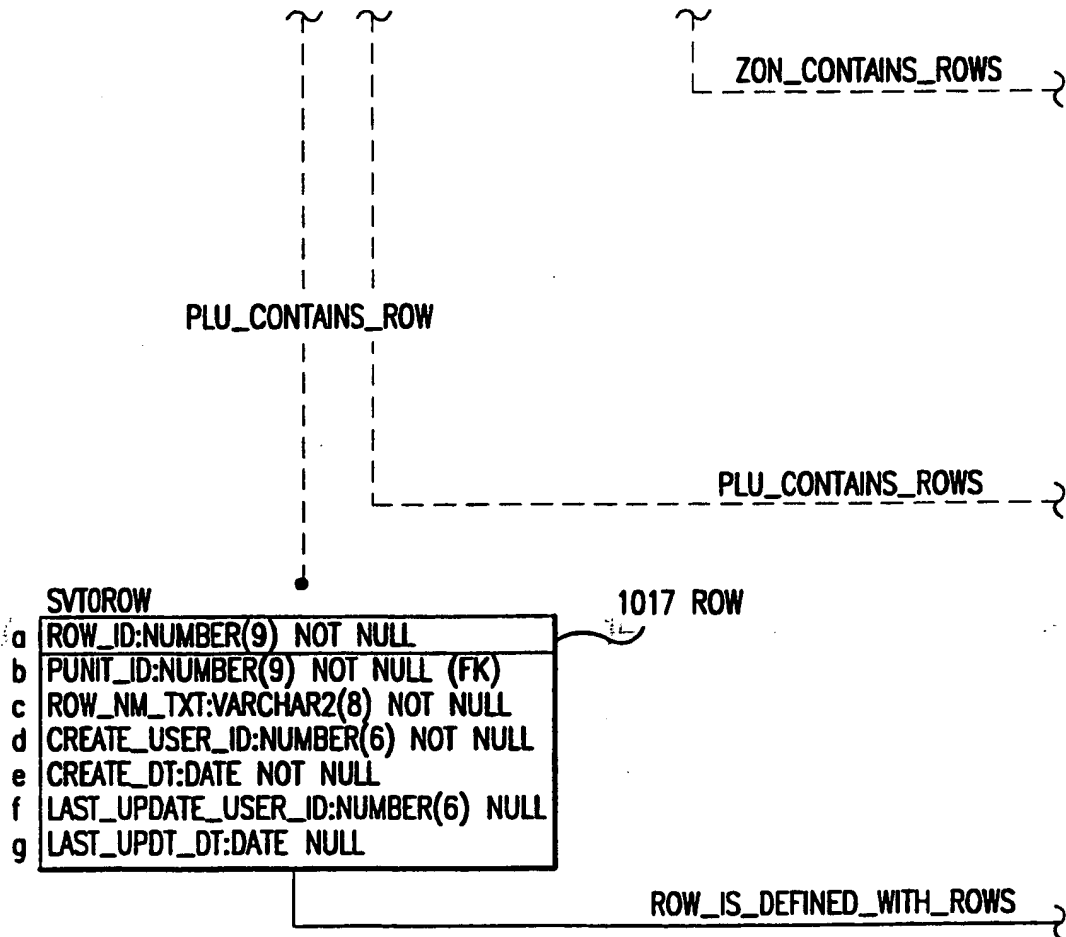 ZON_CONTAINS_ROWS
PLU_CONTAINS_ROW
PLU_CONTAINS_ROWS
SVT0ROW
1017 ROW
a ROW_ID:NUMBER(9) NOT NULL
b PUNIT_ID:NUMBER(9) NOT NULL (FK)
c ROW_NM_TXT:VARCHAR2(8) NOT NULL
d CREATE_USER_ID:NUMBER(6) NOT NULL
e CREATE_DT:DATE NOT NULL
f LAST_UPDATE_USER_ID:NUMBER(6) NULL
g LAST_UPDT_DT:DATE NULL
ROW_IS_DEFINED_WITH_ROWS